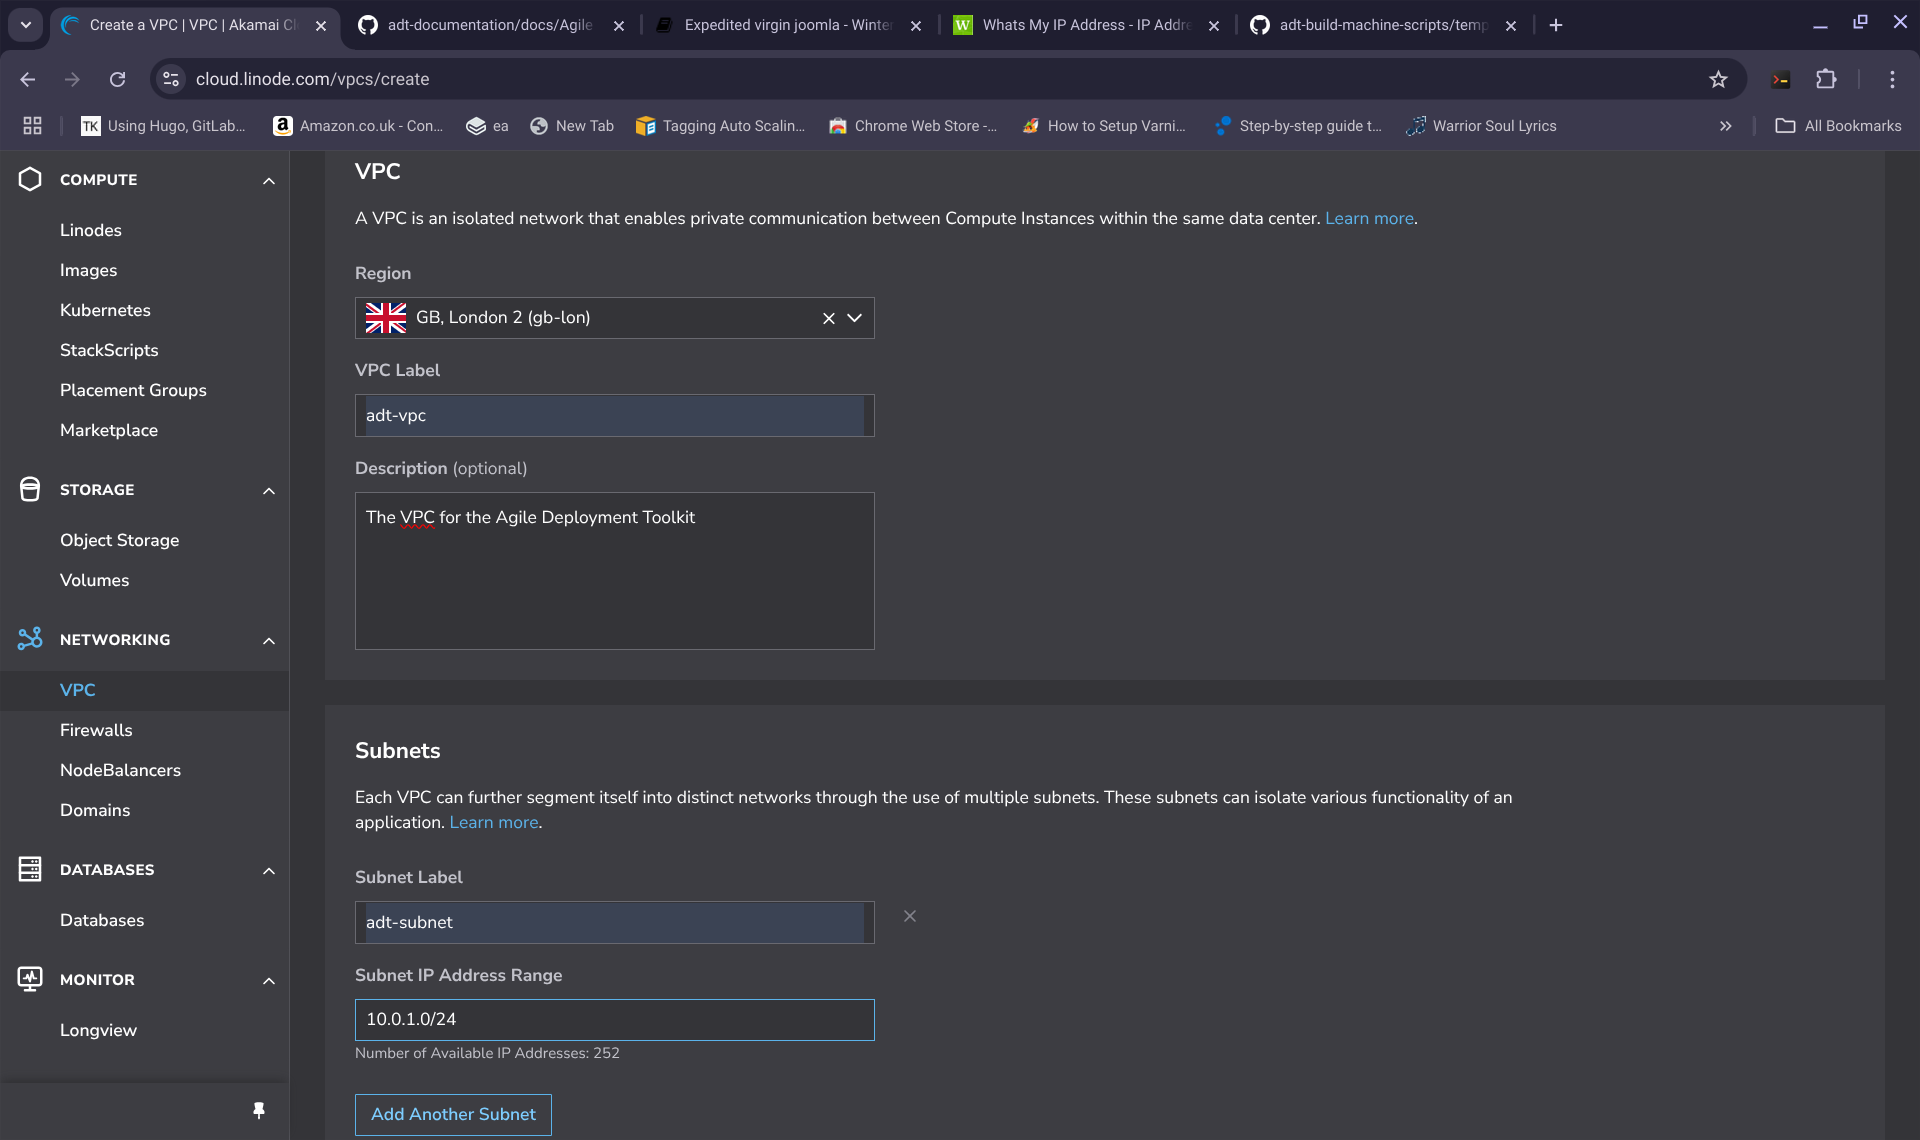 Create a VPC | VPC | Akamai Cl
adt-documentation/docs/Agile
Expedited virgin joomla - Winter
Whats My IP Address - IP Addre
adt-build-machine-scripts/temp
cloud.linode.com/vpcs/create
Using Hugo, GitLab...
Amazon.co.uk - Con...
ea
New Tab
Tagging Auto Scalin...
Chrome Web Store -...
How to Setup Varni...
Step-by-step guide t...
Warrior Soul Lyrics
All Bookmarks
COMPUTE
Linodes
Images
Kubernetes
StackScripts
Placement Groups
Marketplace
STORAGE
Object Storage
Volumes
NETWORKING
VPC
Firewalls
NodeBalancers
Domains
DATABASES
Databases
MONITOR
Longview
VPC
A VPC is an isolated network that enables private communication between Compute Instances within the same data center. Learn more.
Region
GB, London 2 (gb-lon)
VPC Label
adt-vpc
Description (optional)
The VPC for the Agile Deployment Toolkit
Subnets
Each VPC can further segment itself into distinct networks through the use of multiple subnets. These subnets can isolate various functionality of an
application. Learn more.
Subnet Label
adt-subnet
Subnet IP Address Range
10.0.1.0/24
Number of Available IP Addresses: 252
Add Another Subnet